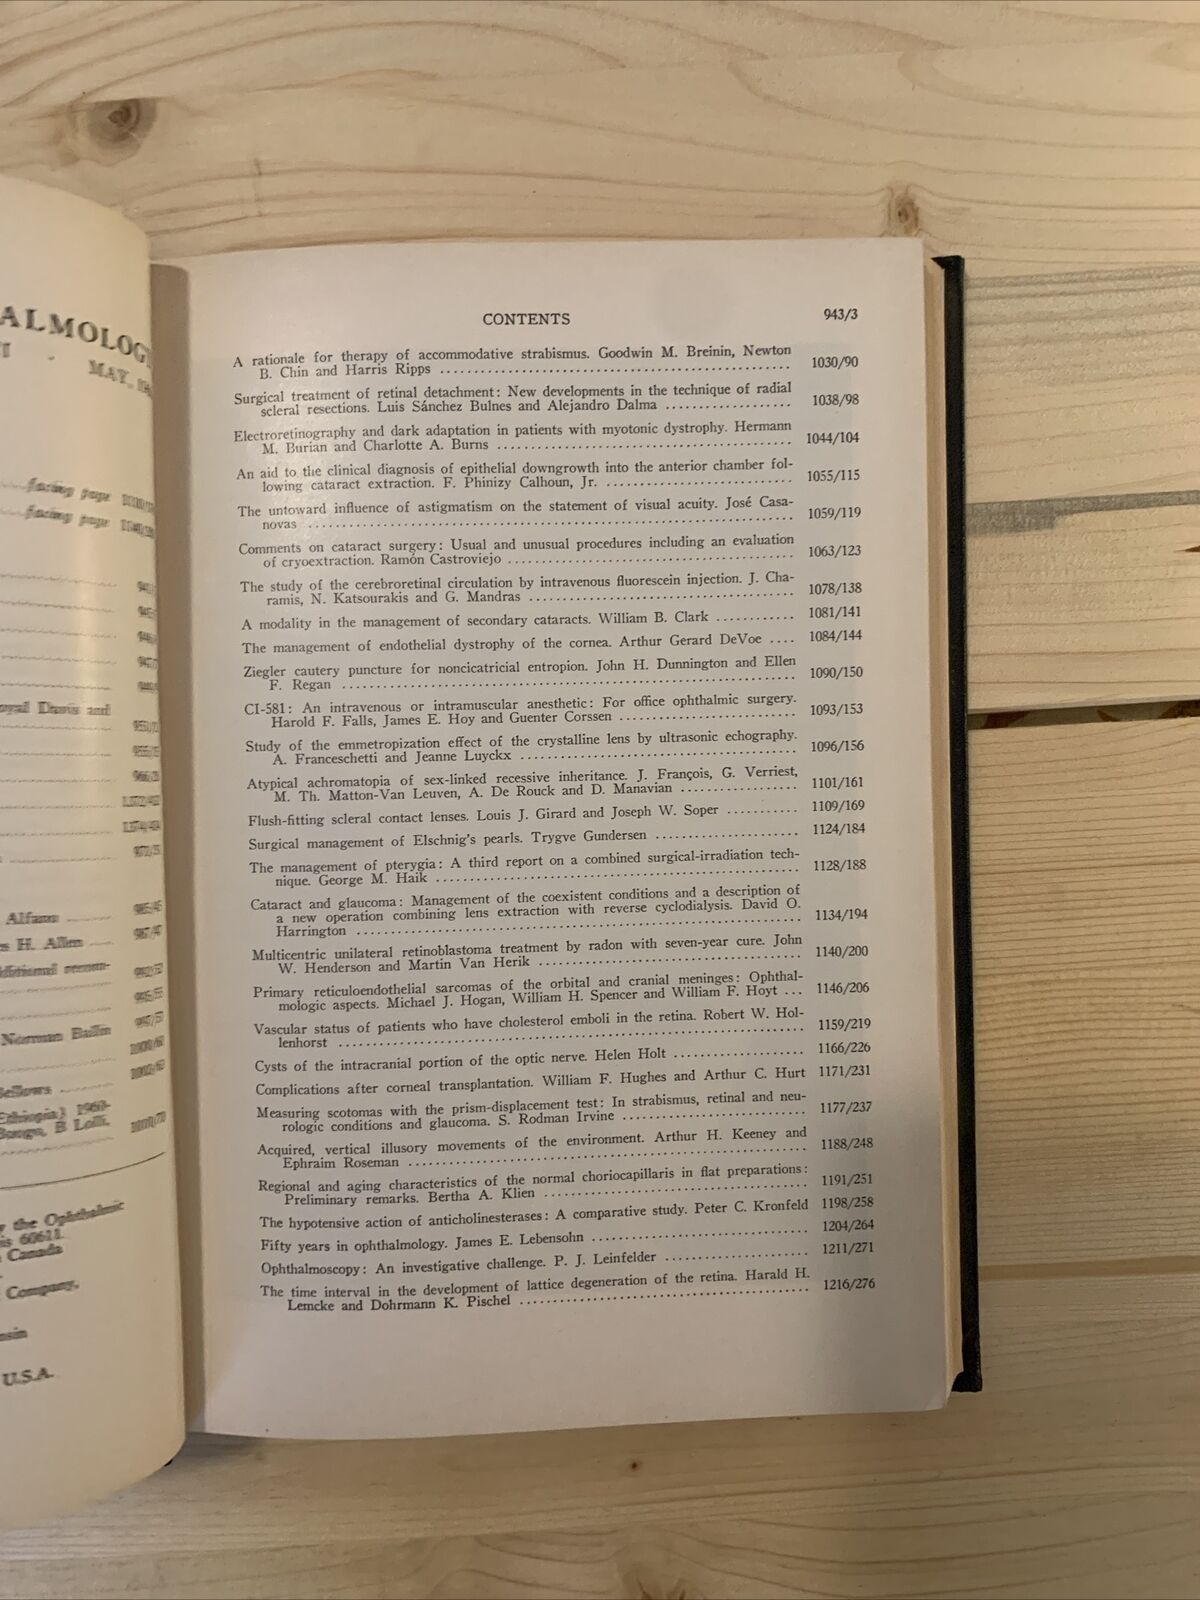 ALMOLOG
MAY,
facing page
facing page
oyal Davis and
Alfano
s H. Allen
Norman Ballin
Bellows
Ethiopia) 1960-
B Lolli.
y the Ophthalmic
is 60611.
Canada
Company,
nsin
U.S.A.
CONTENTS 943/3
A rationale for therapy of accommodative strabismus. Goodwin M. Breinin, Newton
B. Chin and Harris Ripps 1030/90
Surgical treatment of retinal detachment: New developments in the technique of radial
scleral resections. Luis Sánchez Bulnes and Alejandro Dalma 1038/98
Electroretinography and dark adaptation in patients with myotonic dystrophy. Hermann
M. Burian and Charlotte A. Burns 1044/104
An aid to the clinical diagnosis of epithelial downgrowth into the anterior chamber fol-
lowing cataract extraction. F. Phinizy Calhoun, Jr. 1055/115
The untoward influence of astigmatism on the statement of visual acuity. José Casa-
novas 1059/119
Comments on cataract surgery: Usual and unusual procedures including an evaluation
of cryoextraction. Ramón Castroviejo 1063/123
The study of the cerebroretinal circulation by intravenous fluorescein injection. J. Cha-
ramis, N. Katsourakis and G. Mandras 1078/138
A modality in the management of secondary cataracts. William B. Clark 1081/141
The management of endothelial dystrophy of the cornea. Arthur Gerard DeVoe 1084/144
Ziegler cautery puncture for noncicatricial entropion. John H. Dunnington and Ellen
F. Regan 1090/150
CI-581: An intravenous or intramuscular anesthetic: For office ophthalmic surgery.
Harold F. Falls, James E. Hoy and Guenter Corssen 1093/153
Study of the emmetropization effect of the crystalline lens by ultrasonic echography.
A. Franceschetti and Jeanne Luyckx 1096/156
Atypical achromatopia of sex-linked recessive inheritance. J. François, G. Verriest,
M. Th. Matton-Van Leuven, A. De Rouck and D. Manavian 1101/161
Flush-fitting scleral contact lenses. Louis J. Girard and Joseph W. Soper 1109/169
Surgical management of Elschnig's pearls. Trygve Gundersen 1124/184
The management of pterygia: A third report on a combined surgical-irradiation tech-
nique. George M. Haik 1128/188
Cataract and glaucoma: Management of the coexistent conditions and a description of
a new operation combining lens extraction with reverse cyclodialysis. David O.
Harrington 1134/194
Multicentric unilateral retinoblastoma treatment by radon with seven-year cure. John
W. Henderson and Martin Van Herik 1140/200
Primary reticuloendothelial sarcomas of the orbital and cranial meninges: Ophthal-
mologic aspects. Michael J. Hogan, William H. Spencer and William F. Hoyt 1146/206
Vascular status of patients who have cholesterol emboli in the retina. Robert W. Hol-
lenhorst 1159/219
Cysts of the intracranial portion of the optic nerve. Helen Holt 1166/226
Complications after corneal transplantation. William F. Hughes and Arthur C. Hurt 1171/231
Measuring scotomas with the prism-displacement test: In strabismus, retinal and neu-
rologic conditions and glaucoma. S. Rodman Irvine 1177/237
Acquired, vertical illusory movements of the environment. Arthur H. Keeney and
Ephraim Roseman 1188/248
Regional and aging characteristics of the normal choriocapillaris in flat preparations:
Preliminary remarks. Bertha A. Klien 1191/251
The hypotensive action of anticholinesterases: A comparative study. Peter C. Kronfeld 1198/258
Fifty years in ophthalmology. James E. Lebensohn 1204/264
Ophthalmoscopy: An investigative challenge. P. J. Leinfelder 1211/271
The time interval in the development of lattice degeneration of the retina. Harald H.
Lemcke and Dohrmann K. Pischel 1216/276